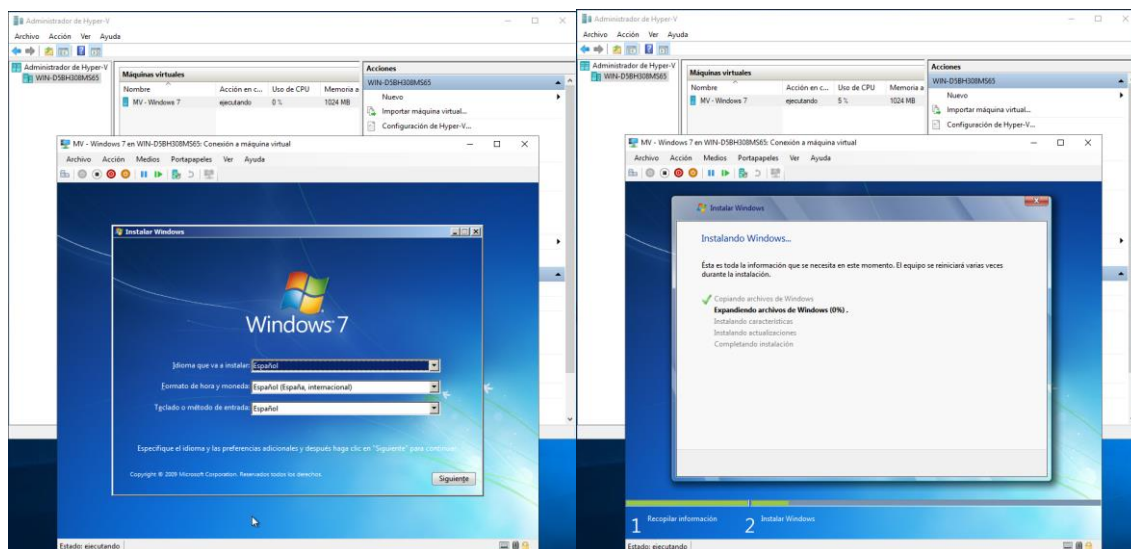 Administrador de Hyper-V
Archivo Acción Ver Ayuda
Administrador de Hyper-V
WIN-D5BH308MS65
Máquinas virtuales
Nombre Acción en c... Uso de CPU Memoria a
MV - Windows 7 ejecutando 0 % 1024 MB
Acciones
WIN-D5BH308MS65
Nuevo
Importar máquina virtual...
Configuración de Hyper-V...
MV - Windows 7 en WIN-D5BH308MS65: Conexión a máquina virtual
Archivo Acción Medios Portapapeles Ver Ayuda
Instalar Windows
Windows 7
Idioma que va a instalar: Español
Formato de hora y moneda: Español (España, internacional)
Teclado o método de entrada: Español
Especifique el idioma y las preferencias adicionales y después haga clic en "Siguiente" para continuar.
Copyright © 2009 Microsoft Corporation. Reservados todos los derechos.
Siguiente
Estado: ejecutando
Administrador de Hyper-V
Archivo Acción Ver Ayuda
Administrador de Hyper-V
WIN-D5BH308MS65
Máquinas virtuales
Nombre Acción en c... Uso de CPU Memoria a
MV - Windows 7 ejecutando 5 % 1024 MB
Acciones
WIN-D5BH308MS65
Nuevo
Importar máquina virtual...
Configuración de Hyper-V...
MV - Windows 7 en WIN-D5BH308MS65: Conexión a máquina virtual
Archivo Acción Medios Portapapeles Ver Ayuda
Instalar Windows
Instalando Windows...
Ésta es toda la información que se necesita en este momento. El equipo se reiniciará varias veces
durante la instalación.
Copiando archivos de Windows
Expandiendo archivos de Windows (0%) .
Instalando características
Instalando actualizaciones
Completando instalación
1 Recopilar información 2 Instalar Windows
Estado: ejecutando